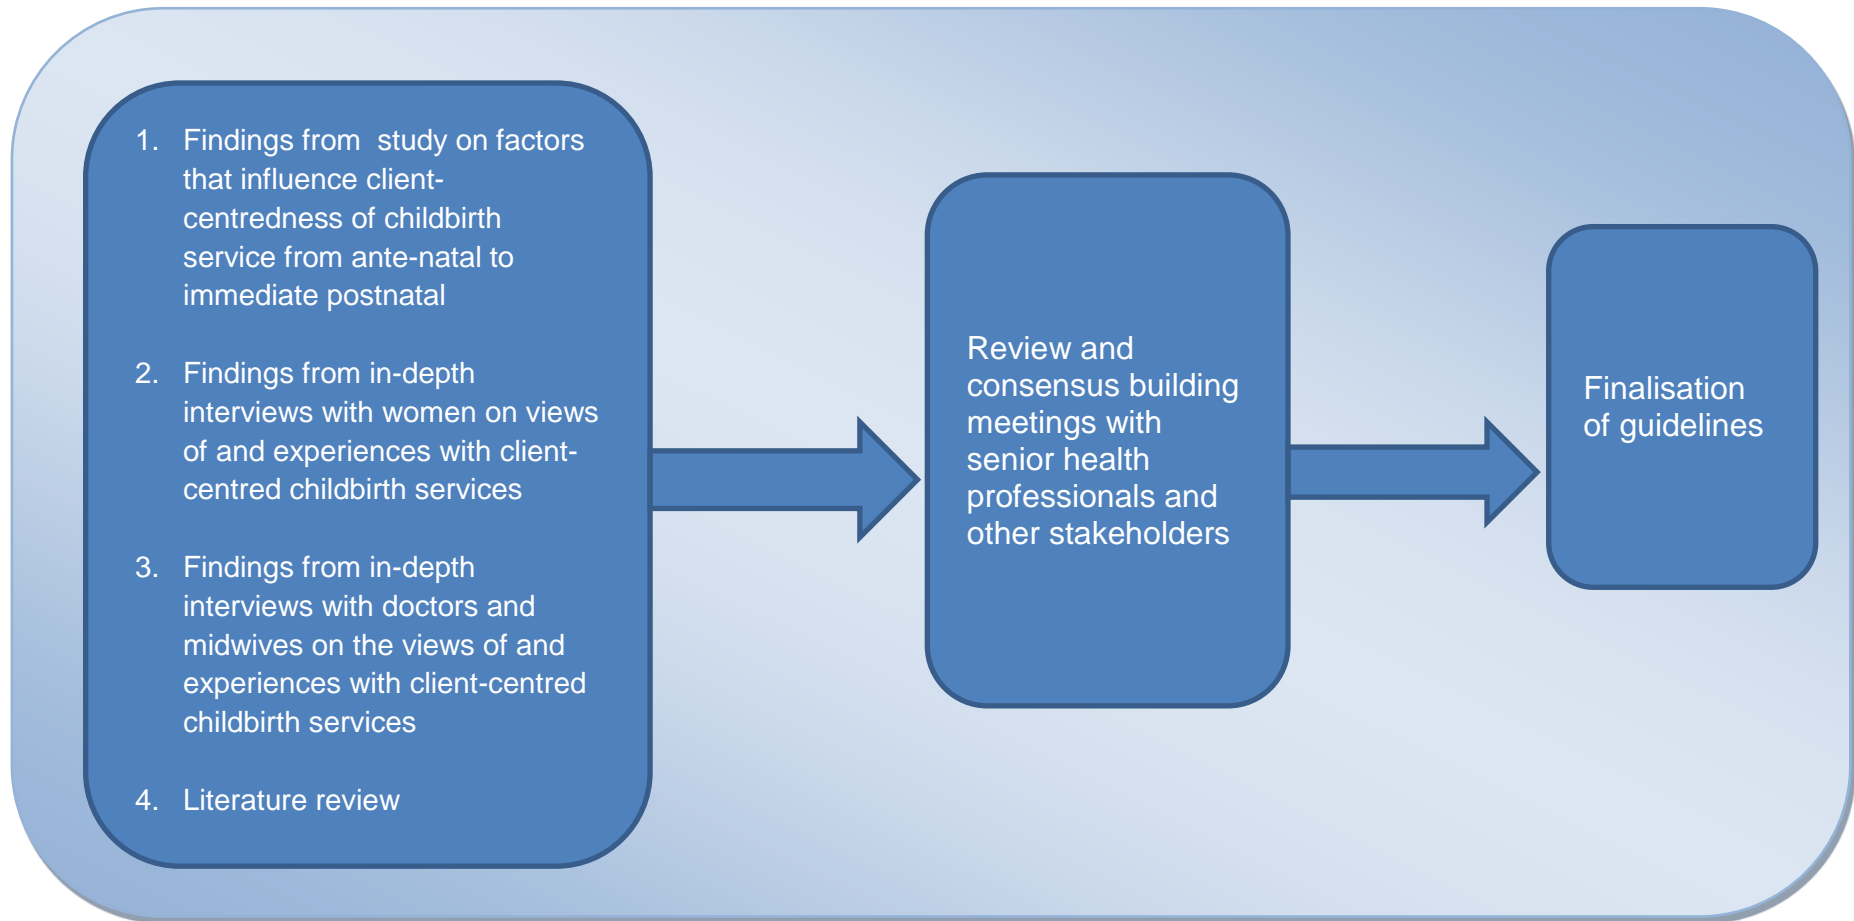 1. Findings from study on factors
that influence client-
centredness of childbirth
service from ante-natal to
immediate postnatal
2. Findings from in-depth
interviews with women on views
of and experiences with client-
centred childbirth services
3. Findings from in-depth
interviews with doctors and
midwives on the views of and
experiences with client-centred
childbirth services
4. Literature review
Review and
consensus building
meetings with
senior health
professionals and
other stakeholders
Finalisation
of guidelines